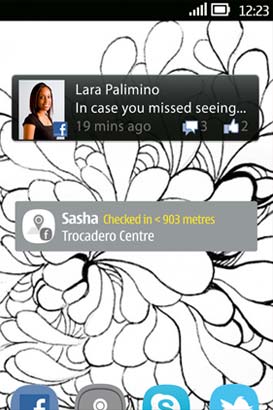 12:23
Lara Palimino
In case you missed seeing...
19 mins ago 3 2
Sasha Checked in < 903 metres
Trocadero Centre